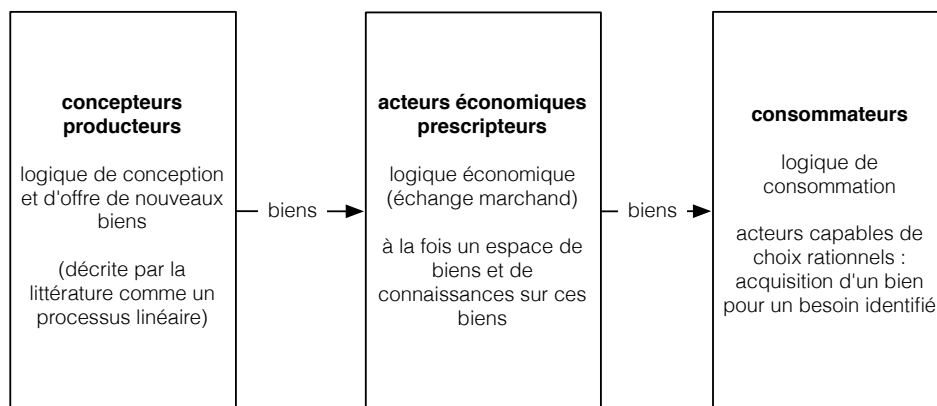 concepteurs
producteurs
logique de conception
et d'offre de nouveaux
biens
(décrite par la
littérature comme un
processus linéaire)
biens
acteurs économiques
prescripteurs
logique économique
(échange marchand)
à la fois un espace de
biens et de
connaissances sur ces
biens
biens
consommateurs
logique de
consommation
acteurs capables de
choix rationnels :
acquisition d'un bien
pour un besoin identifié